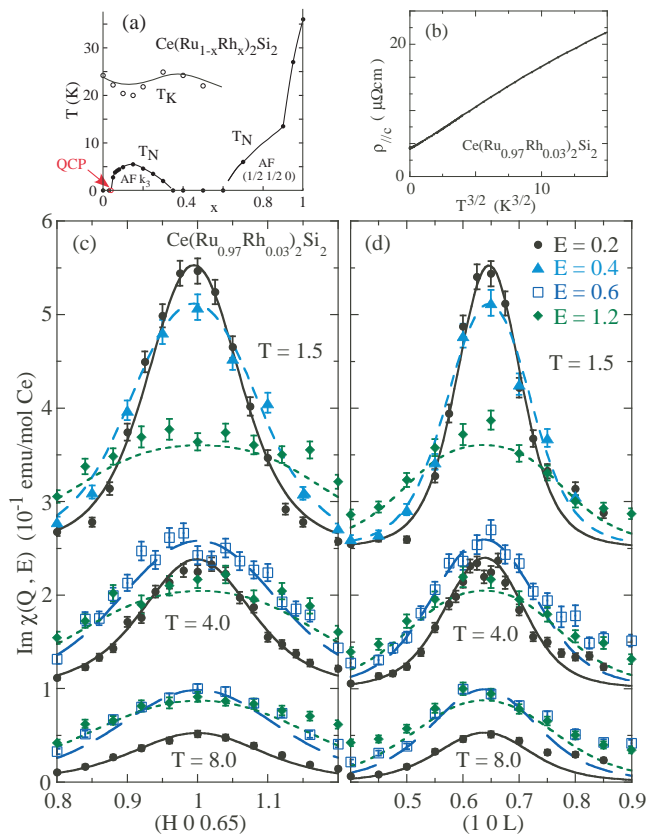 (a)
Ce(Ru1-xRhx)2Si2
T (K)
30
20
10
0
TK
TN
TN
QCP
AF k3
AF
(1/2 1/2 0)
0
0.4
0.8
1
x
(b)
ρ//c (μΩcm)
20
0
Ce(Ru0.97Rh0.03)2Si2
0
10
T3/2 (K3/2)
(c)
Ce(Ru0.97Rh0.03)2Si2
T = 1.5
T = 4.0
T = 8.0
Im χ(Q , E) (10-1 emu/mol Ce)
6
5
4
3
2
1
0
0.8
0.9
1
1.1
(H 0 0.65)
(d)
E = 0.2
E = 0.4
E = 0.6
E = 1.2
T = 1.5
T = 4.0
T = 8.0
0.5
0.6
0.7
0.8
0.9
(1 0 L)